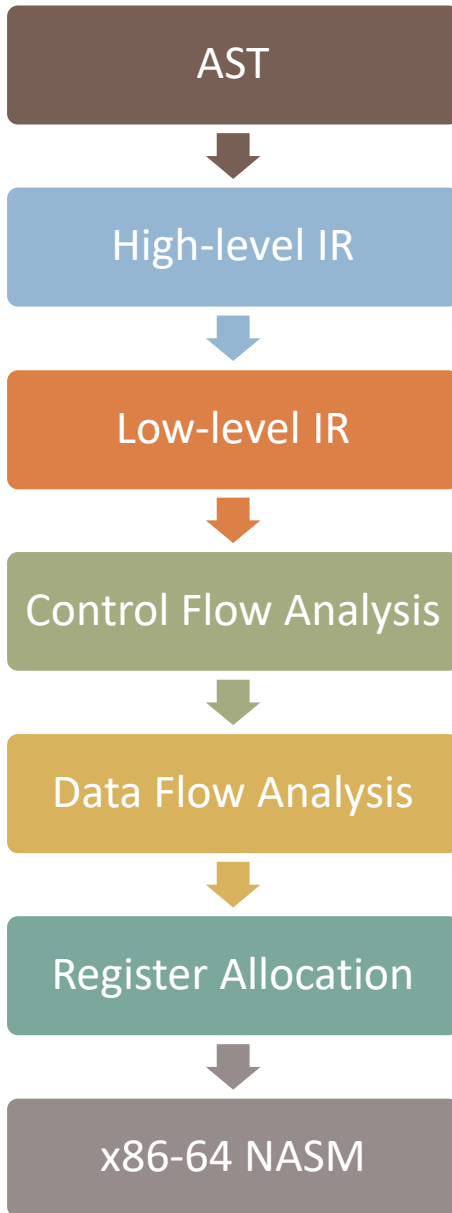 AST
High-level IR
Low-level IR
Control Flow Analysis
Data Flow Analysis
Register Allocation
x86-64 NASM